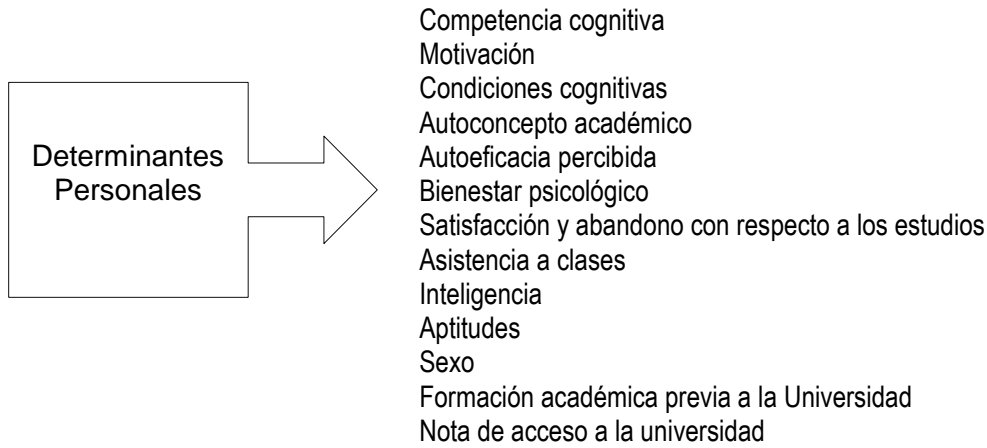 Determinantes
Personales
Competencia cognitiva
Motivación
Condiciones cognitivas
Autoconcepto académico
Autoeficacia percibida
Bienestar psicológico
Satisfacción y abandono con respecto a los estudios
Asistencia a clases
Inteligencia
Aptitudes
Sexo
Formación académica previa a la Universidad
Nota de acceso a la universidad